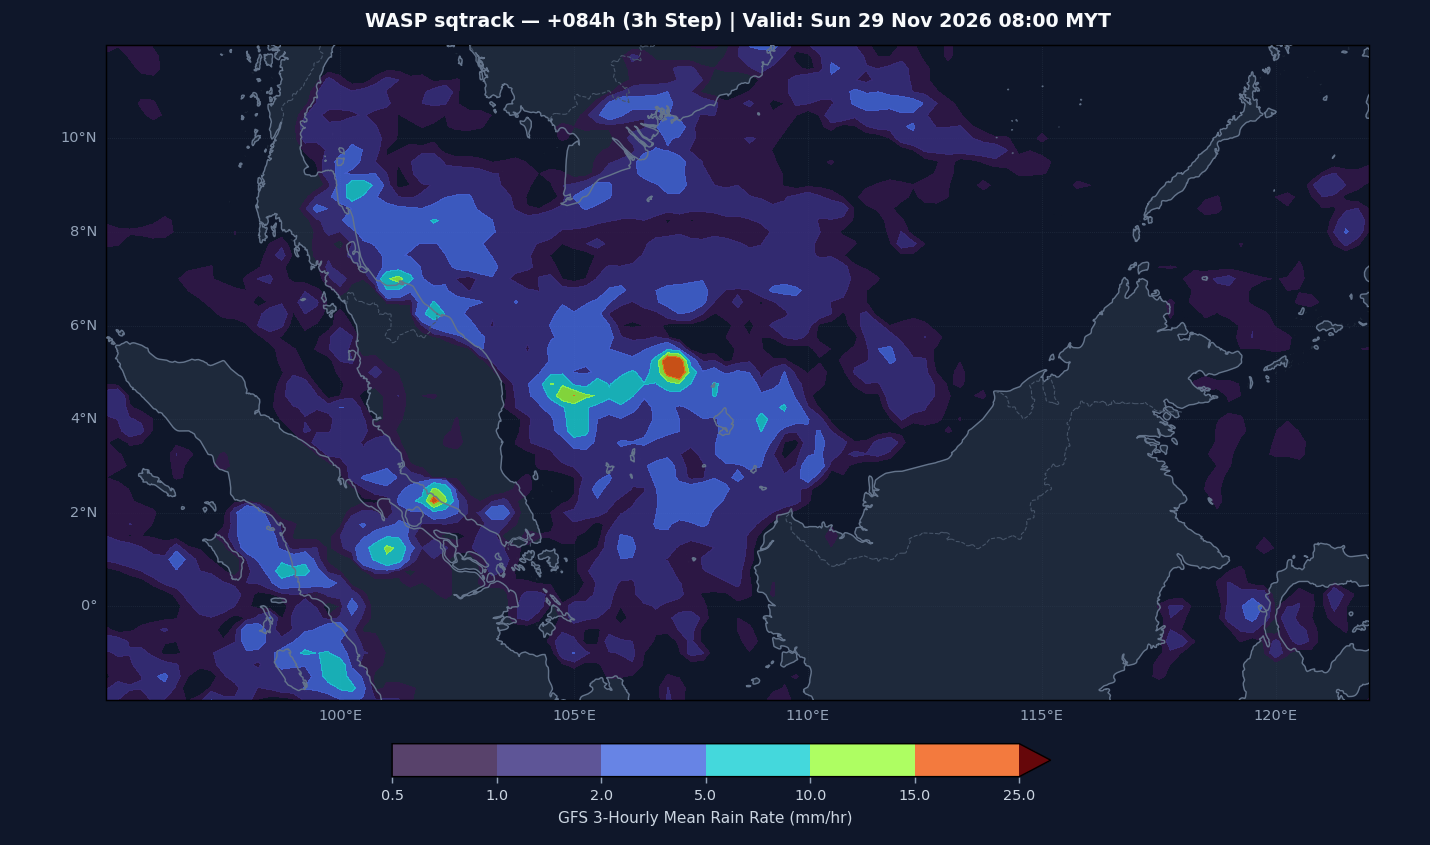 WASP sqtrack — +084h (3h Step) | Valid: Sun 29 Nov 2026 08:00 MYT
10°N
8°N
6°N
4°N
2°N
0°
100°E 105°E 110°E 115°E 120°E
0.5 1.0 2.0 5.0 10.0 15.0 25.0
GFS 3-Hourly Mean Rain Rate (mm/hr)